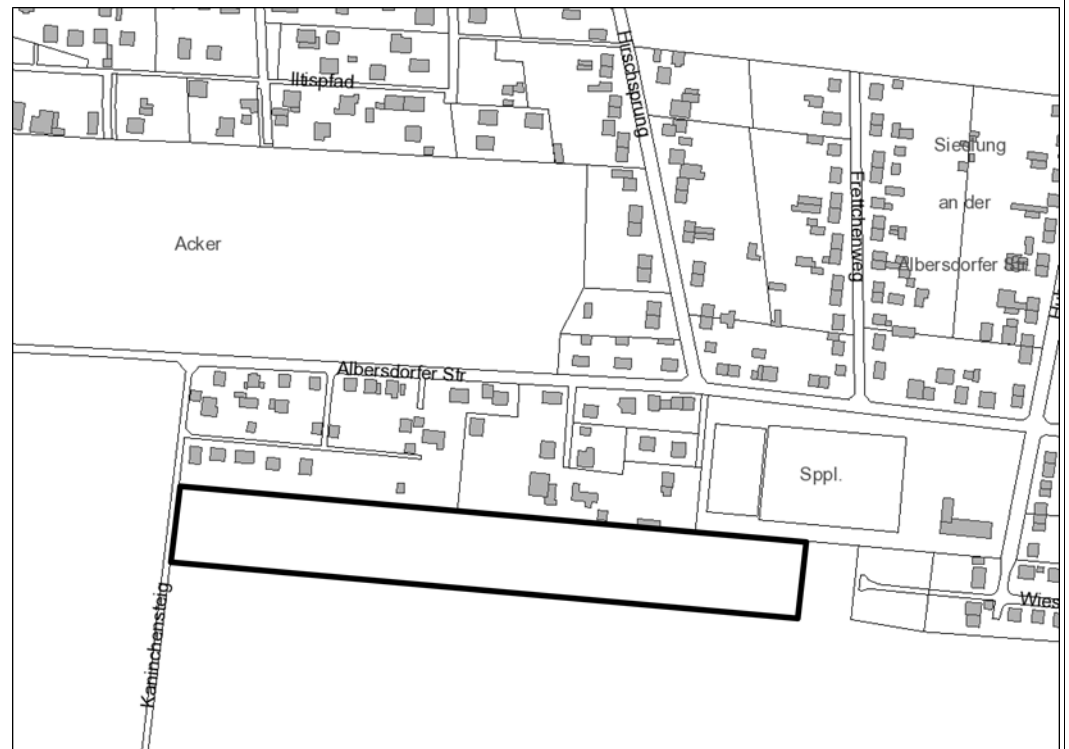 Iltispfad
Hirschsprung
Frettchenweg
Siedlung
an der
Albersdorfer Str.
Acker
Albersdorfer Str
Sppl.
Kaninchensteig
Wies